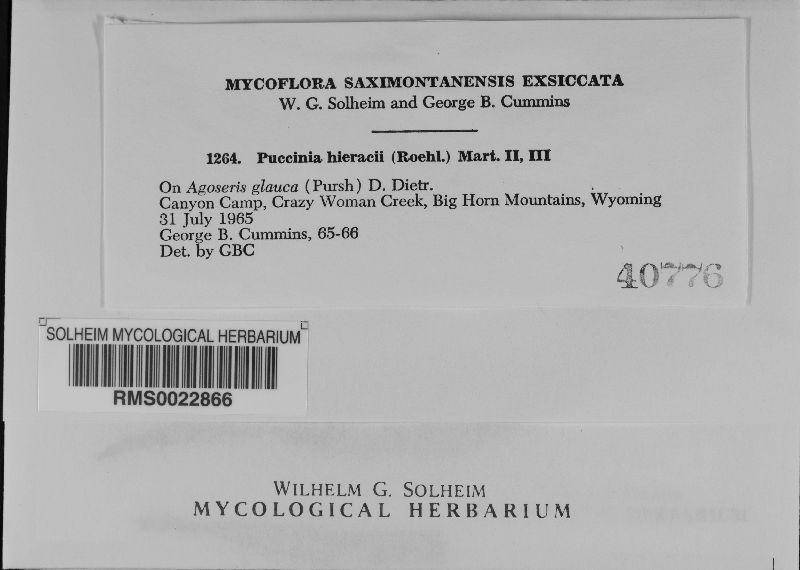 MYCOFLORA SAXIMONTANENSIS EXSICCATA
W. G. Solheim and George B. Cummins
1264. Puccinia hieracii (Roehl.) Mart. II, III
On Agoseris glauca (Pursh) D. Dietr.
Canyon Camp, Crazy Woman Creek, Big Horn Mountains, Wyoming
31 July 1965
George B. Cummins, 65-66
Det. by GBC
40776
SOLHEIM MYCOLOGICAL HERBARIUM
RMS0022866
WILHELM G. SOLHEIM
MYCOLOGICAL HERBARIUM